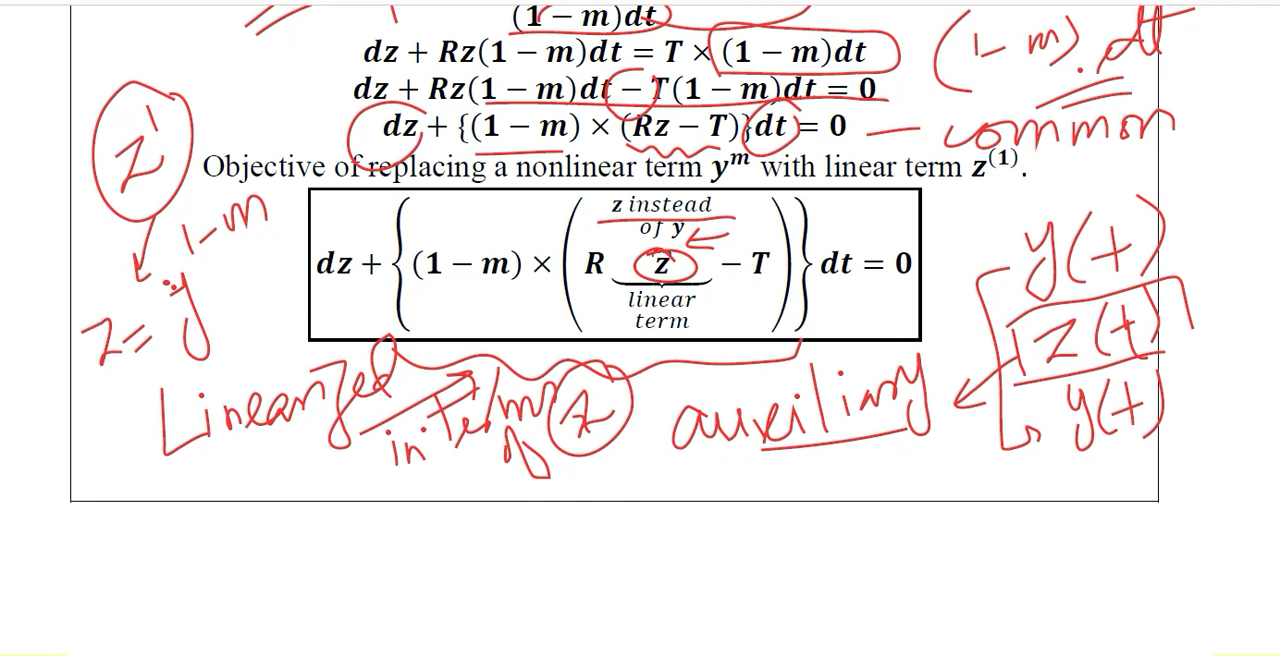 (1 − m)dt
dz + Rz(1 − m)dt = T × (1 − m)dt
(1 − m) . dt
dz + Rz(1 − m)dt − T(1 − m)dt = 0
dz + {(1 − m) × (Rz − T)}dt = 0 — common
z¹
Objective of replacing a nonlinear term yᵐ with linear term z⁽¹⁾.
z = y^{1−m}
z instead
of y
dz + {(1 − m) × (R z − T)} dt = 0
linear
term
y(t)
z(t)
y(t)
Linearized in terms of z
auxiliary